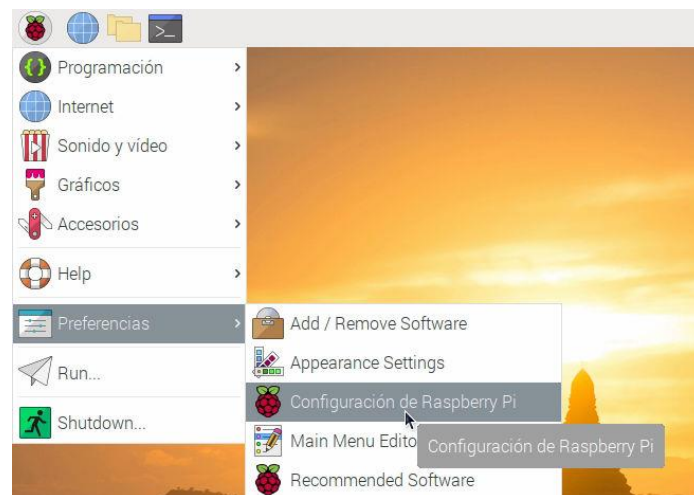 >_
Programación
Internet
Sonido y vídeo
Gráficos
Accesorios
Help
Preferencias
Run...
Shutdown...
Add / Remove Software
Appearance Settings
Configuración de Raspberry Pi
Main Menu Edito
Configuración de Raspberry Pi
Recommended Software